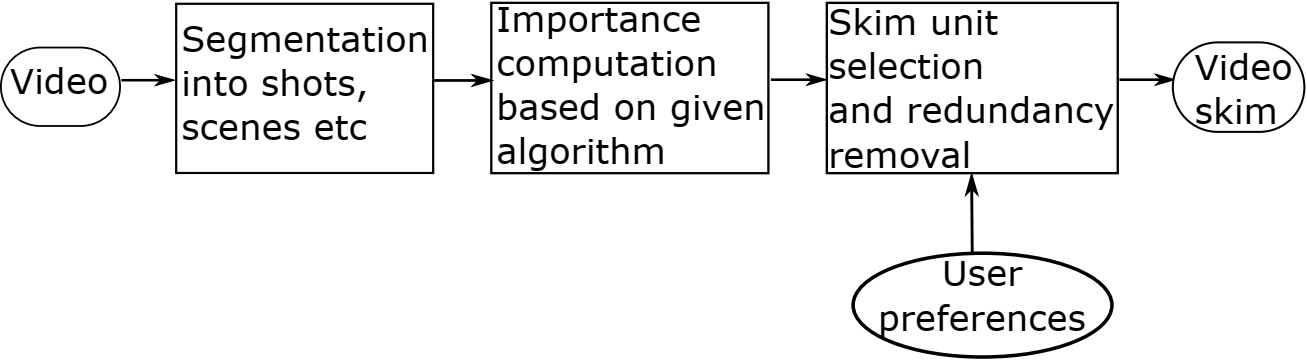 Video
Segmentation
into shots,
scenes etc
Importance
computation
based on given
algorithm
Skim unit
selection
and redundancy
removal
Video
skim
User
preferences